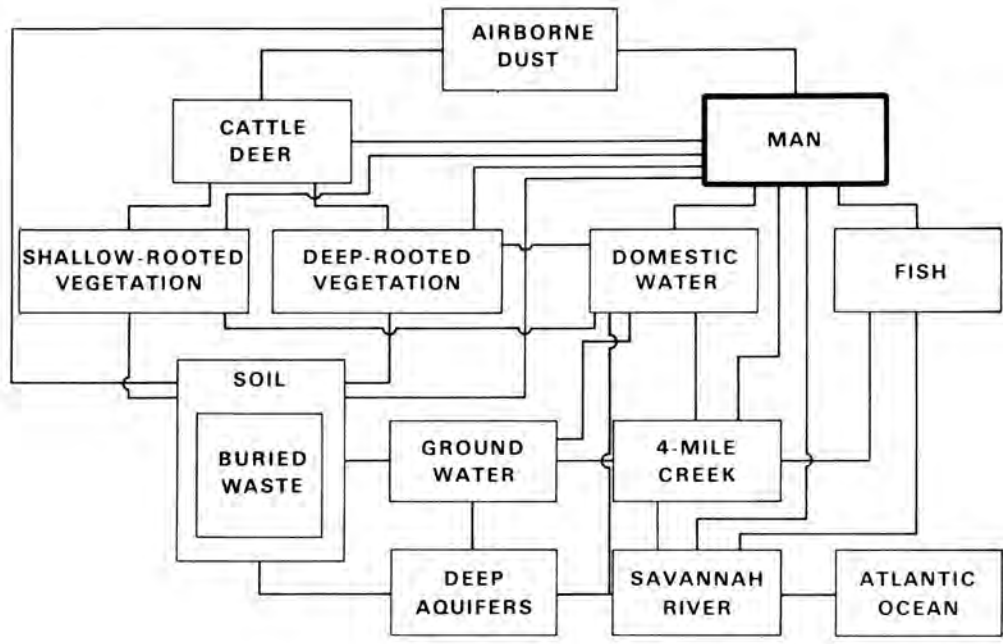 AIRBORNE
DUST
CATTLE
DEER
MAN
SHALLOW-ROOTED
VEGETATION
DEEP-ROOTED
VEGETATION
DOMESTIC
WATER
FISH
SOIL
BURIED
WASTE
GROUND
WATER
4-MILE
CREEK
DEEP
AQUIFERS
SAVANNAH
RIVER
ATLANTIC
OCEAN